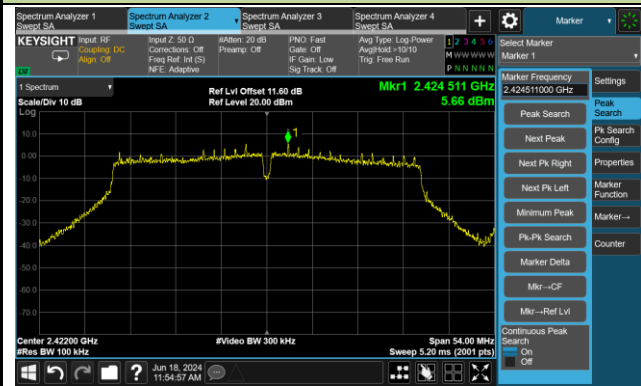 Spectrum Analyzer 1
Swept SA
Spectrum Analyzer 2
Swept SA
Spectrum Analyzer 3
Swept SA
Spectrum Analyzer 4
Swept SA
Marker
KEYSIGHT
Input: RF
Coupling: DC
Align: Off
Input Z: 50 Ω
Corrections: Off
Freq Ref: Int (S)
NFE: Adaptive
#Atten: 20 dB
Preamp: Off
PNO: Fast
Gate: Off
IF Gain: Low
Sig Track: Off
Avg Type: Log-Power
Avg|Hold >10/10
Trig: Free Run
1 2 3 4 5 6
M W W W W W
P N N N N N
LXI
Select Marker
Marker 1
1 Spectrum
Scale/Div 10 dB
Log
Ref Lvl Offset 11.60 dB
Ref Level 20.00 dBm
Mkr1 2.424 511 GHz
5.66 dBm
Marker Frequency
2.424511000 GHz
Settings
Peak Search
Next Peak
Next Pk Right
Next Pk Left
Minimum Peak
Pk-Pk Search
Marker Delta
Mkr→CF
Mkr→Ref Lvl
Continuous Peak
Search
On
Off
Peak
Search
Pk Search
Config
Properties
Marker
Function
Marker→
Counter
1
10.0
0.00
-10.0
-20.0
-30.0
-40.0
-50.0
-60.0
-70.0
Center 2.42200 GHz
#Res BW 100 kHz
#Video BW 300 kHz
Span 54.00 MHz
Sweep 5.20 ms (2001 pts)
?
Jun 18, 2024
11:54:57 AM